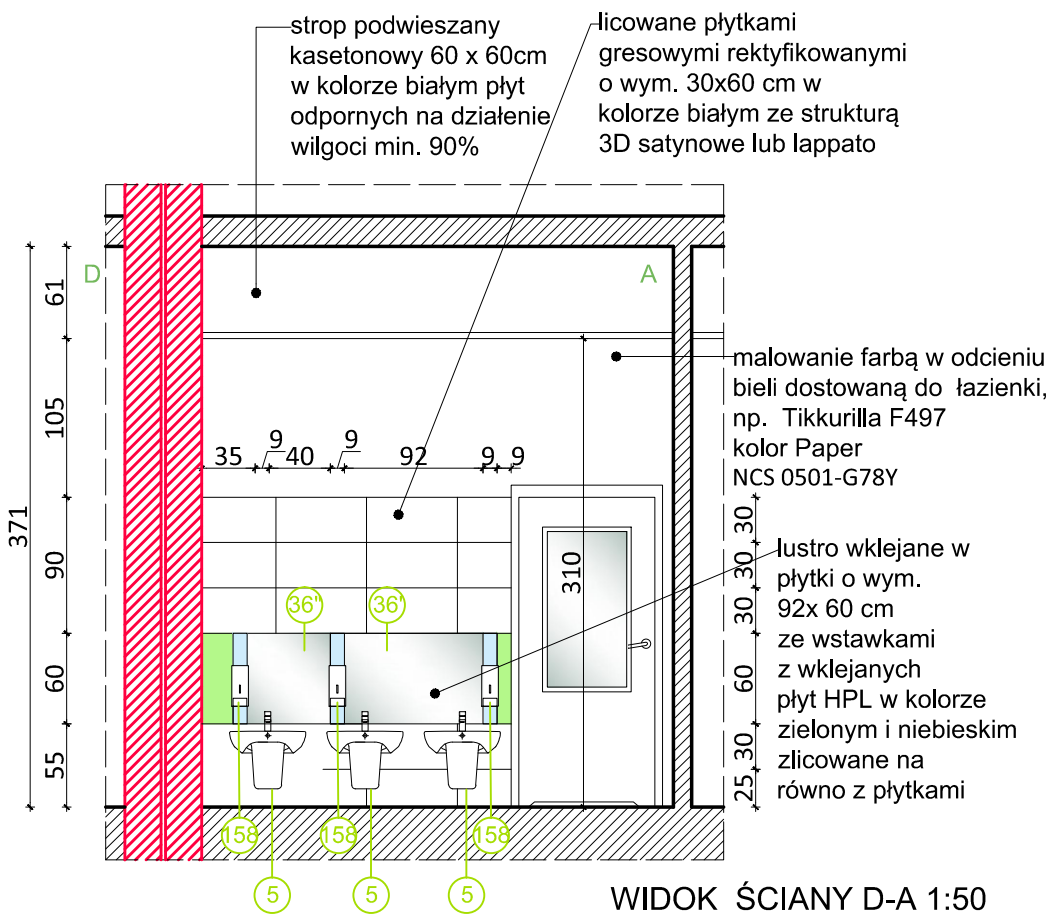 strop podwieszany
kasetonowy 60 x 60cm
w kolorze białym płyt
odpornych na działenie
wilgoci min. 90%
licowane płytkami
gresowymi rektyfikowanymi
o wym. 30x60 cm w
kolorze białym ze strukturą
3D satynowe lub lappato
D
A
61
105
90
60
55
371
malowanie farbą w odcieniu
bieli dostowaną do łazienki,
np. Tikkurilla F497
kolor Paper
NCS 0501-G78Y
35 9 40 9 92 9 9
310
30
30
30
60
30
25
lustro wklejane w
płytki o wym.
92x 60 cm
ze wstawkami
z wklejanych
płyt HPL w kolorze
zielonym i niebieskim
zlicowane na
równo z płytkami
36" 36'
158 158 158
5 5 5
WIDOK ŚCIANY D-A 1:50